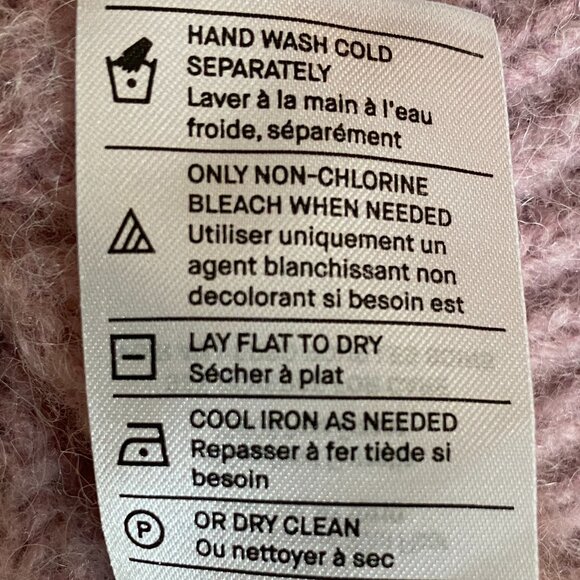 HAND WASH COLD
SEPARATELY
Laver à la main à l'eau
froide, séparément
ONLY NON-CHLORINE
BLEACH WHEN NEEDED
Utiliser uniquement un
agent blanchissant non
decolorant si besoin est
LAY FLAT TO DRY
Sécher à plat
COOL IRON AS NEEDED
Repasser à fer tiède si
besoin
P
OR DRY CLEAN
Ou nettoyer à sec